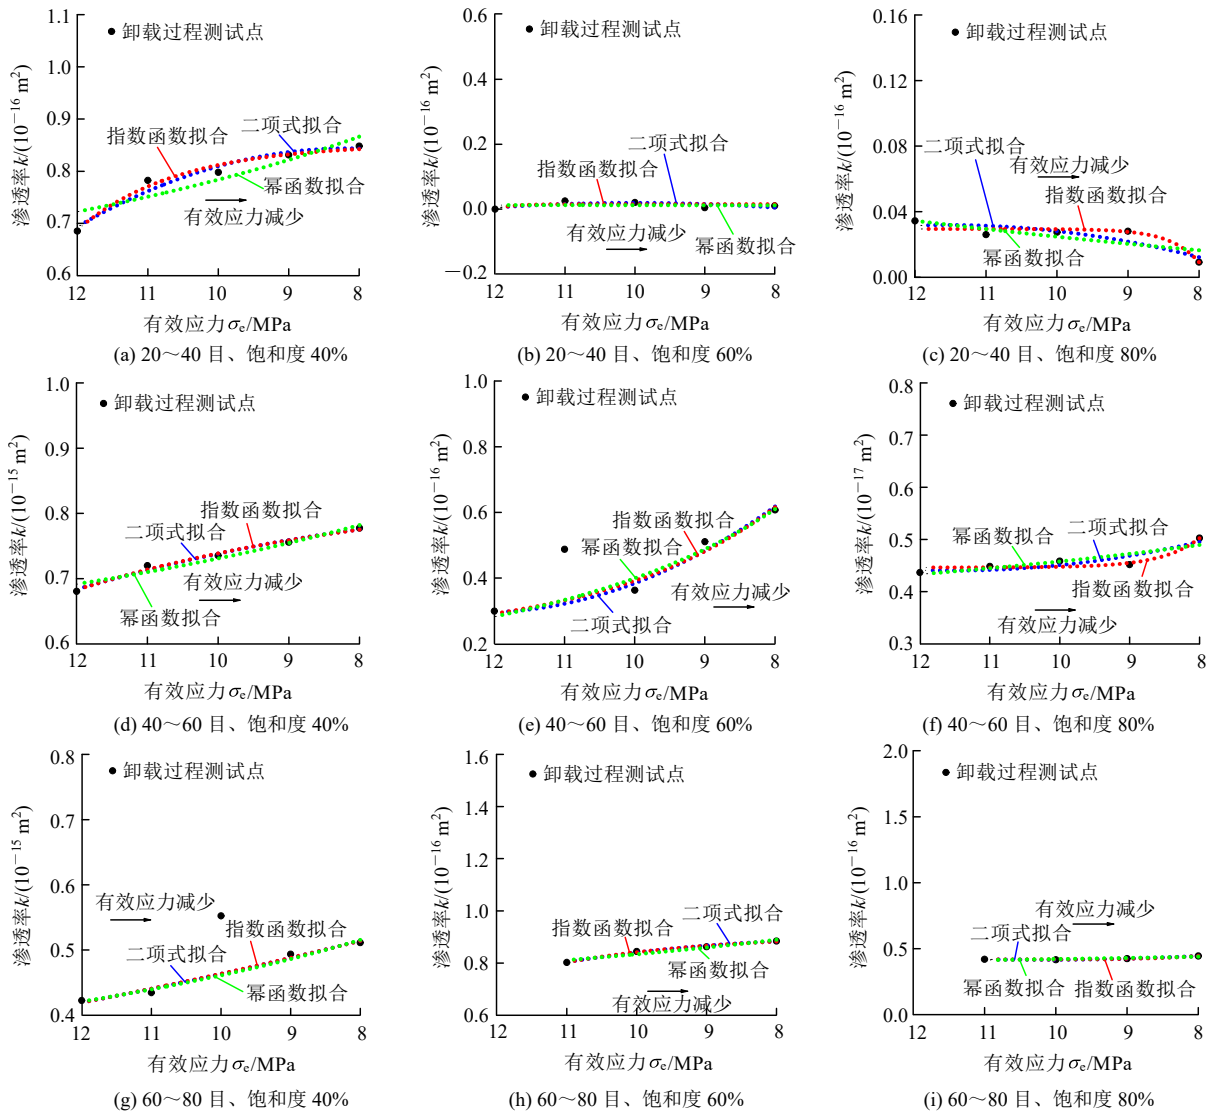 1.1
1.0
0.9
0.8
0.7
0.6
渗透率k/(10⁻¹⁶ m²)
卸载过程测试点
指数函数拟合
二项式拟合
幂函数拟合
有效应力减少
12 11 10 9 8
有效应力σe/MPa
(a) 20～40 目、饱和度 40%
0.6
0.4
0.2
0.0
－0.2
渗透率k/(10⁻¹⁶ m²)
卸载过程测试点
二项式拟合
指数函数拟合
有效应力减少
幂函数拟合
12 11 10 9 8
有效应力σe/MPa
(b) 20～40 目、饱和度 60%
0.16
0.12
0.08
0.04
0.00
渗透率k/(10⁻¹⁶ m²)
卸载过程测试点
二项式拟合
有效应力减少
指数函数拟合
幂函数拟合
12 11 10 9 8
有效应力σe/MPa
(c) 20～40 目、饱和度 80%
1.0
0.9
0.8
0.7
0.6
渗透率k/(10⁻¹⁵ m²)
卸载过程测试点
指数函数拟合
二项式拟合
有效应力减少
幂函数拟合
12 11 10 9 8
有效应力σe/MPa
(d) 40～60 目、饱和度 40%
1.0
0.8
0.6
0.4
0.2
渗透率k/(10⁻¹⁶ m²)
卸载过程测试点
指数函数拟合
幂函数拟合
有效应力减少
二项式拟合
12 11 10 9 8
有效应力σe/MPa
(e) 40～60 目、饱和度 60%
0.8
0.7
0.6
0.5
0.4
0.3
渗透率k/(10⁻¹⁷ m²)
卸载过程测试点
幂函数拟合
二项式拟合
指数函数拟合
有效应力减少
12 11 10 9 8
有效应力σe/MPa
(f) 40～60 目、饱和度 80%
0.8
0.7
0.6
0.5
0.4
渗透率k/(10⁻¹⁵ m²)
卸载过程测试点
有效应力减少
指数函数拟合
二项式拟合
幂函数拟合
12 11 10 9 8
有效应力σe/MPa
(g) 60～80 目、饱和度 40%
1.6
1.4
1.2
1.0
0.8
0.6
渗透率k/(10⁻¹⁶ m²)
卸载过程测试点
二项式拟合
指数函数拟合
幂函数拟合
有效应力减少
12 11 10 9 8
有效应力σe/MPa
(h) 60～80 目、饱和度 60%
2.0
1.5
1.0
0.5
0.0
渗透率k/(10⁻¹⁶ m²)
卸载过程测试点
有效应力减少
二项式拟合
幂函数拟合
指数函数拟合
12 11 10 9 8
有效应力σe/MPa
(i) 60～80 目、饱和度 80%